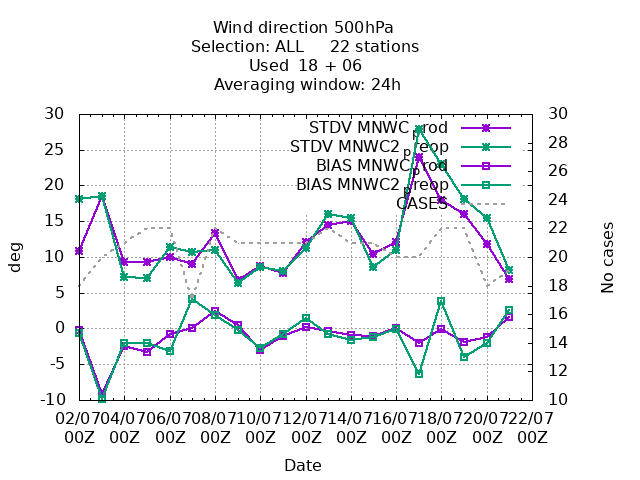 Wind direction 500hPa
Selection: ALL 22 stations
Used 18 + 06
Averaging window: 24h
30 30
STDV MNWC_prod
28
STDV MNWC2_preop
25
26
BIAS MNWC_prod
BIAS MNWC2_preop
20
24
CASES
15
22
10
20
5
18
0
16
14
-5
12
-10 10
deg
No cases
02/07 04/07 06/07 08/07 10/07 12/07 14/07 16/07 18/07 20/07 22/07
00Z 00Z 00Z 00Z 00Z 00Z 00Z 00Z 00Z 00Z 00Z
Date